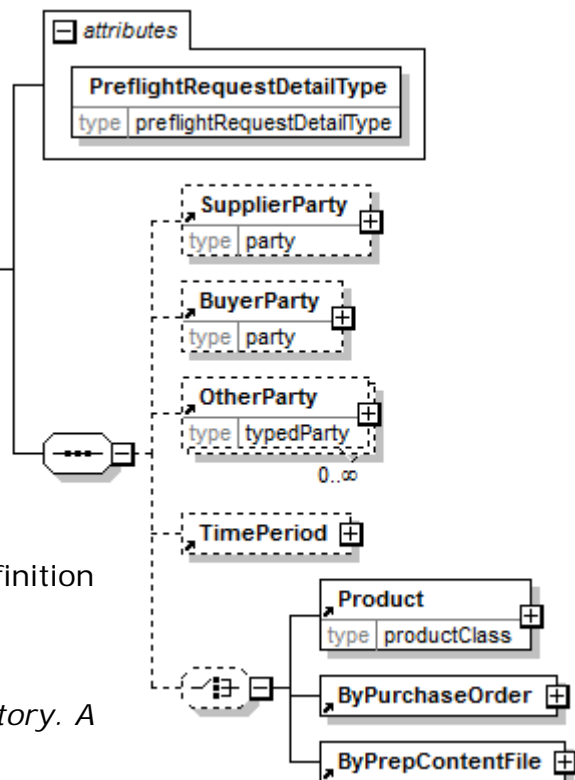 attributes
PreflightRequestDetailType
type preflightRequestDetailType
SupplierParty
type party
BuyerParty
type party
OtherParty
type typedParty
0..∞
TimePeriod
finition
Product
type productClass
tory. A
ByPurchaseOrder
ByPrepContentFile